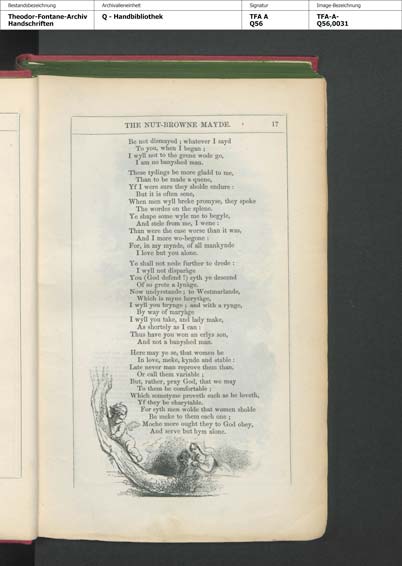 Bestandsbezeichnung
Theodor-Fontane-Archiv
Handschriften
Archivalieneinheit
Q - Handbibliothek
Signatur
TFA A
Q56
Image-Bezeichnung
TFA-A-
Q56,0031
THE NUT-BROWNE MAYDE. 17
Be not dismayed; whatever I sayd
To you, when I began;
I wyll not to the grene wode go,
I am no banyshed man.
These tydings be more gladd to me,
Than to be made a quene,
Yf I were sure they sholde endure:
But it is often sene,
When men wyll breke promyse, they speke
The wordes on the splene.
Ye shape some wyle me to begyle,
And stele from me, I wene:
Than were the case worse than it was,
And I more wo-begone:
For, in my mynde, of all mankynde
I love but you alone.
Ye shall not nede further to drede:
I wyll not disparàge
You (God defend!) syth ye descend
Of so grete a lynàge.
Now undyrstande; to Westmarlande,
Which is myne herytàge,
I wyll you brynge; and with a rynge,
By way of maryàge
I wyll you take, and lady make,
As shortely as I can:
Thus have you won an erlys son,
And not a banyshed man.
Here may ye se, that women be
In love, meke, kynde and stable:
Late never man reprove them than,
Or call them variable;
But, rather, pray God, that we may
To them be comfortable;
Which sometyme proveth such as he loveth,
Yf they be charytable.
For syth men wolde that women sholde
Be meke to them each one;
Moche more ought they to God obey,
And serve but hym alone.